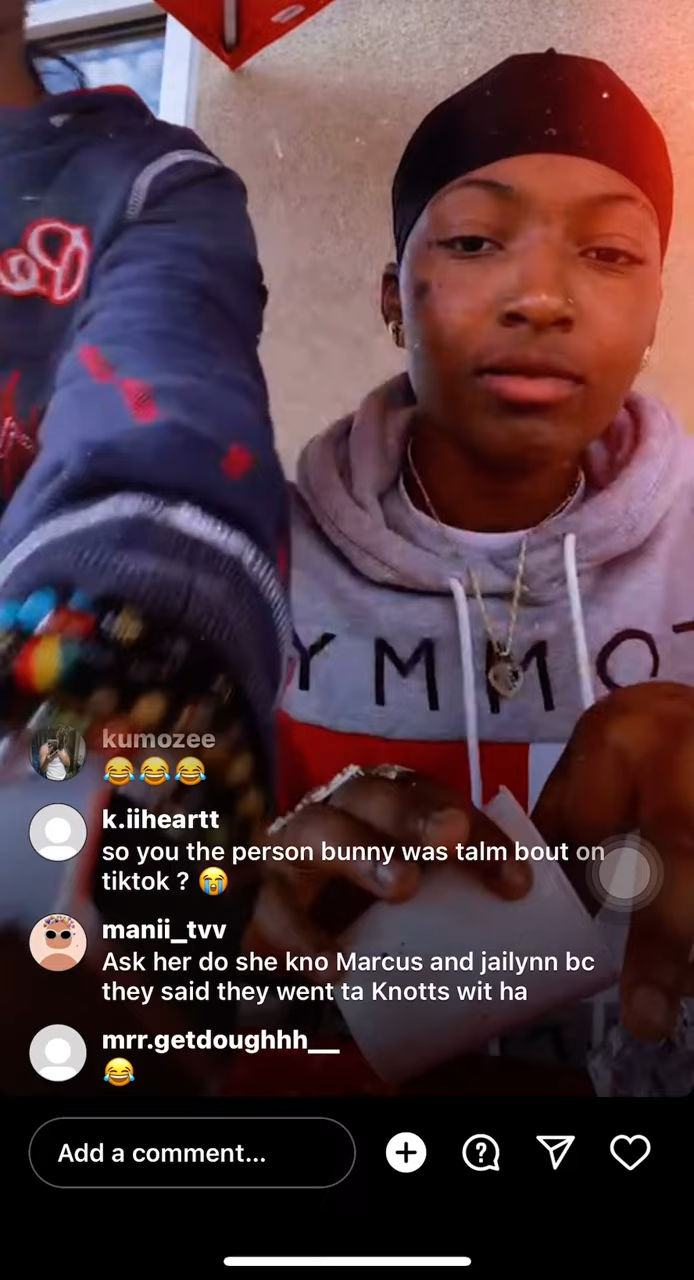 YMMOT
kumozee
😂😂😂
k.iiheartt
so you the person bunny was talm bout on
tiktok ? 😭
manii_tvv
Ask her do she kno Marcus and jailynn bc
they said they went ta Knotts wit ha
mrr.getdoughhh__
😂
Add a comment...